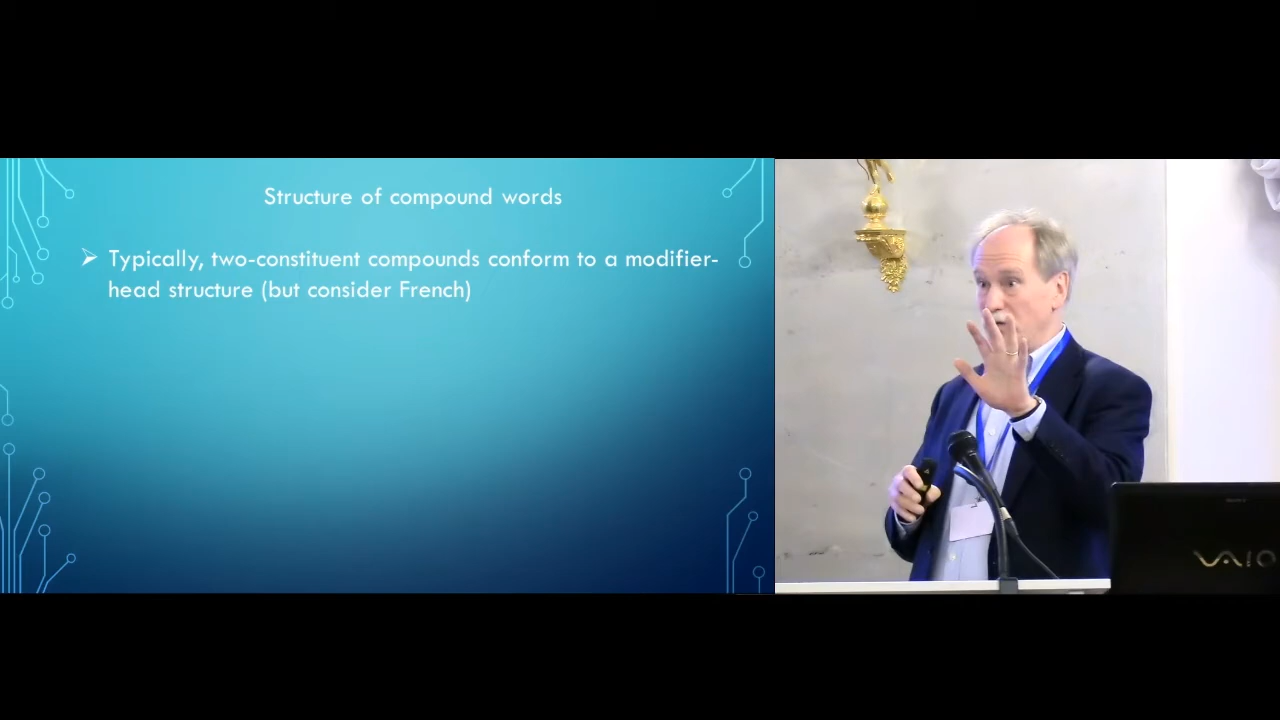 Structure of compound words
➢ Typically, two-constituent compounds conform to a modifier-
head structure (but consider French)
VAIO